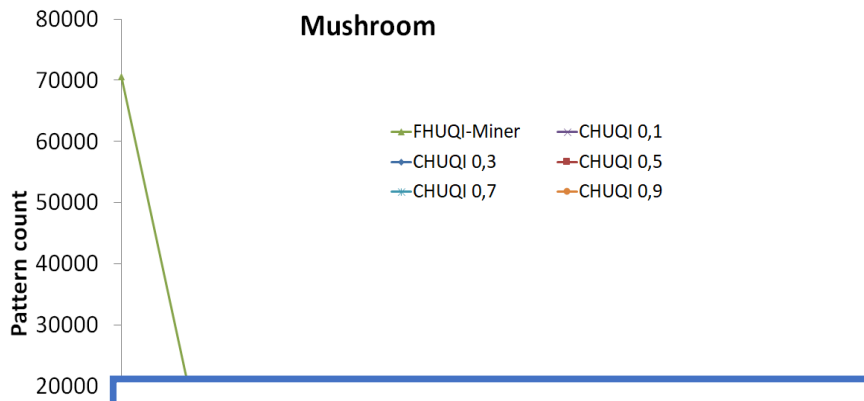 Mushroom
80000
70000
60000
50000
40000
30000
20000
Pattern count
FHUQI-Miner CHUQI 0,1
CHUQI 0,3 CHUQI 0,5
CHUQI 0,7 CHUQI 0,9